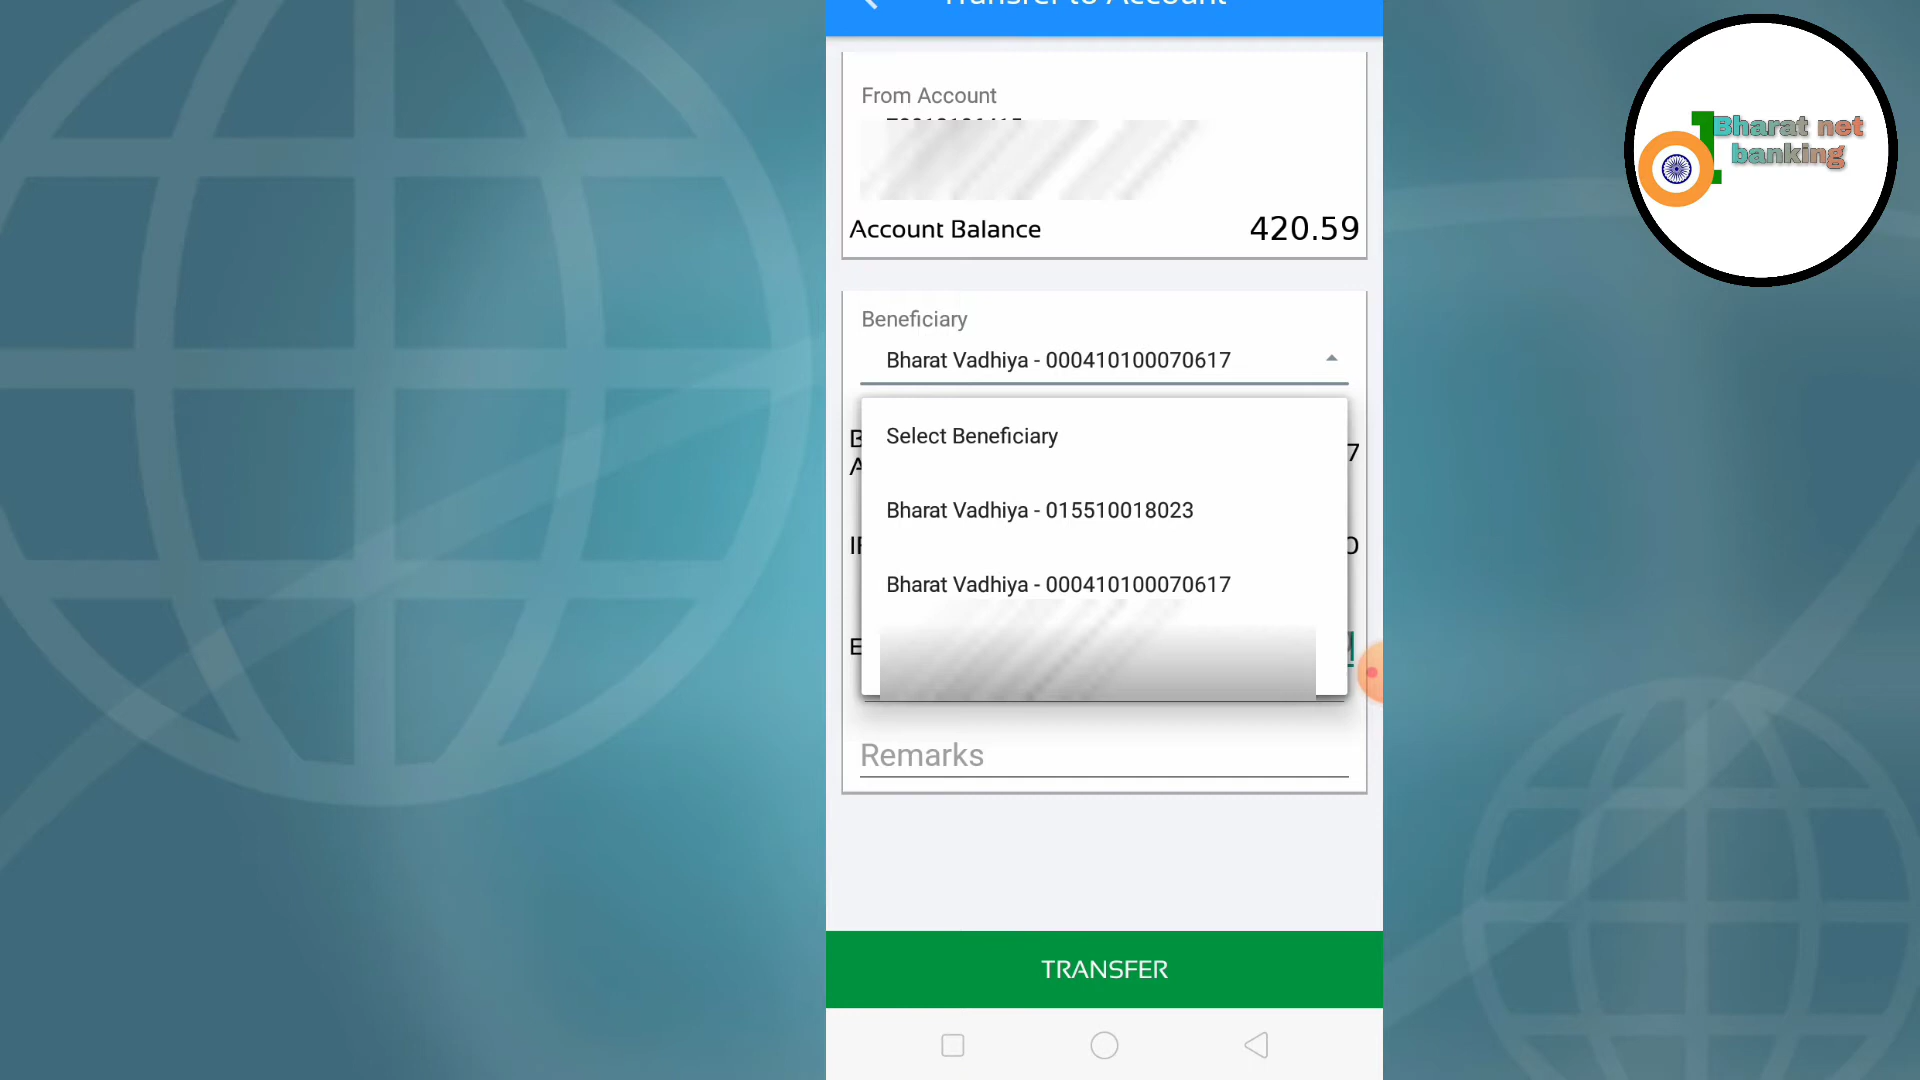 Transfer to Account
From Account
Account Balance 420.59
Beneficiary
Bharat Vadhiya - 000410100070617
Select Beneficiary
Bharat Vadhiya - 015510018023
Bharat Vadhiya - 000410100070617
Remarks
TRANSFER
Bharat net
banking